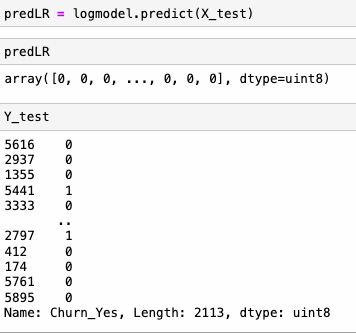 predLR = logmodel.predict(X_test)
predLR
array([0, 0, 0, ..., 0, 0, 0], dtype=uint8)
Y_test
5616    0
2937    0
1355    0
5441    1
3333    0
       ..
2797    1
412     0
174     0
5761    0
5895    0
Name: Churn_Yes, Length: 2113, dtype: uint8